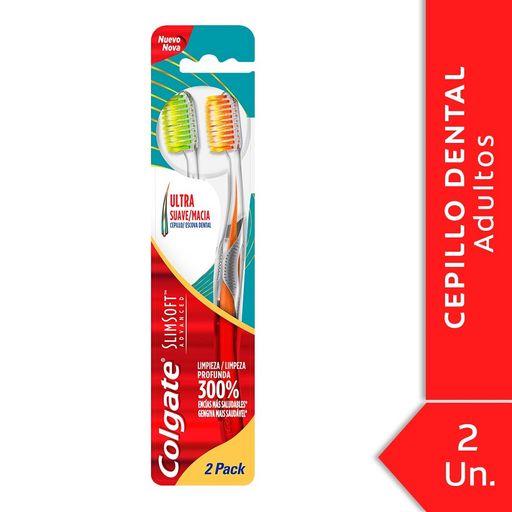 Nuevo
Nova
ULTRA
SUAVE/MACIA
CEPILLO/ ESCOVA DENTAL
Colgate®
SLIMSOFT™
ADVANCED
LIMPIEZA / LIMPEZA
PROFUNDA
300%
ENCÍAS MÁS SALUDABLES*
GENGIVA MAIS SAUDÁVEL*
2 Pack
CEPILLO DENTAL
Adultos
2
Un.